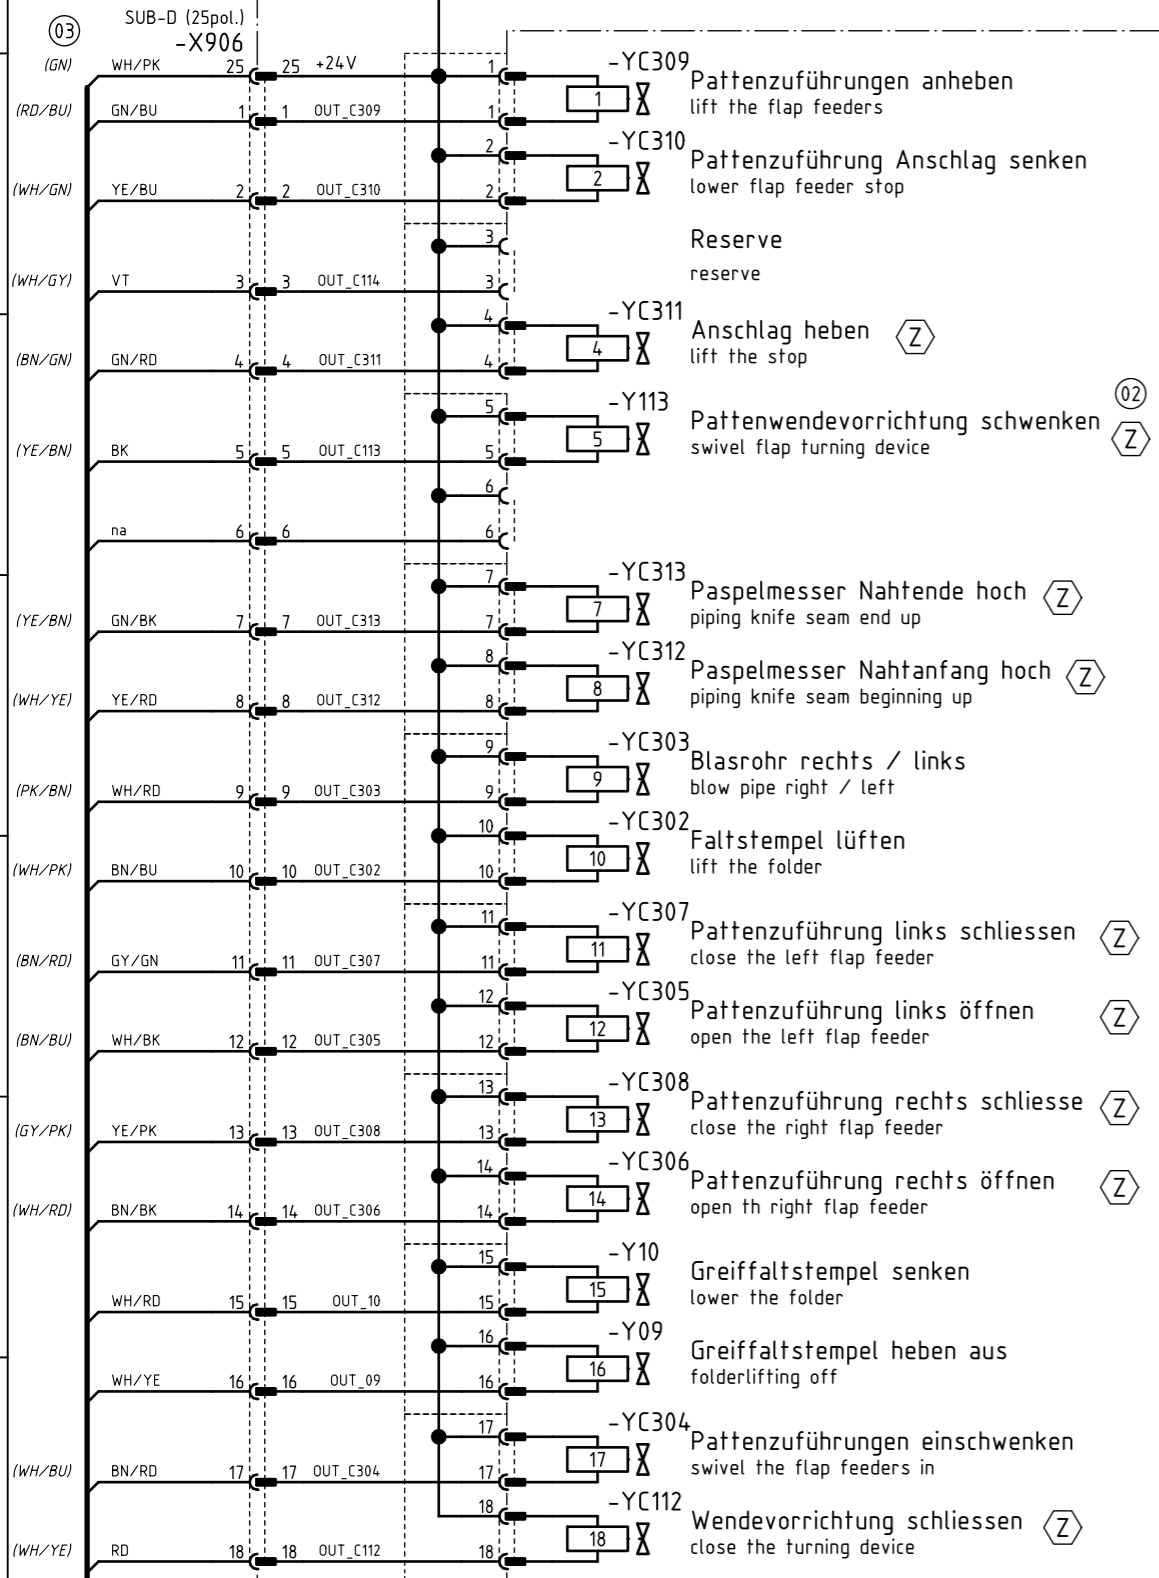 03
SUB-D (25pol.)
-X906
(GN) WH/PK 25 25 +24V 1 -YC309 Pattenzuführungen anheben
1 lift the flap feeders
(RD/BU) GN/BU 1 1 OUT_C309 1
2 -YC310 Pattenzuführung Anschlag senken
2 lower flap feeder stop
(WH/GN) YE/BU 2 2 OUT_C310 2
3 Reserve
reserve
(WH/GY) VT 3 3 OUT_C114 3
4 -YC311 Anschlag heben Z
4 lift the stop
(BN/GN) GN/RD 4 4 OUT_C311 4
02
5 -Y113 Pattenwendevorrichtung schwenken Z
5 swivel flap turning device
(YE/BN) BK 5 5 OUT_C113 5
6
na 6 6 6
7 -YC313 Paspelmesser Nahtende hoch Z
7 piping knife seam end up
(YE/BN) GN/BK 7 7 OUT_C313 7
8 -YC312 Paspelmesser Nahtanfang hoch Z
8 piping knife seam beginning up
(WH/YE) YE/RD 8 8 OUT_C312 8
9 -YC303 Blasrohr rechts / links
9 blow pipe right / left
(PK/BN) WH/RD 9 9 OUT_C303 9
10 -YC302 Faltstempel lüften
10 lift the folder
(WH/PK) BN/BU 10 10 OUT_C302 10
11 -YC307 Pattenzuführung links schliessen Z
11 close the left flap feeder
(BN/RD) GY/GN 11 11 OUT_C307 11
12 -YC305 Pattenzuführung links öffnen Z
12 open the left flap feeder
(BN/BU) WH/BK 12 12 OUT_C305 12
13 -YC308 Pattenzuführung rechts schliesse Z
13 close the right flap feeder
(GY/PK) YE/PK 13 13 OUT_C308 13
14 -YC306 Pattenzuführung rechts öffnen Z
14 open th right flap feeder
(WH/RD) BN/BK 14 14 OUT_C306 14
15 -Y10 Greiffaltstempel senken
15 lower the folder
WH/RD 15 15 OUT_10 15
16 -Y09 Greiffaltstempel heben aus
16 folderlifting off
WH/YE 16 16 OUT_09 16
17 -YC304 Pattenzuführungen einschwenken
17 swivel the flap feeders in
(WH/BU) BN/RD 17 17 OUT_C304 17
18 -YC112 Wendevorrichtung schliessen Z
18 close the turning device
(WH/YE) RD 18 18 OUT_C112 18